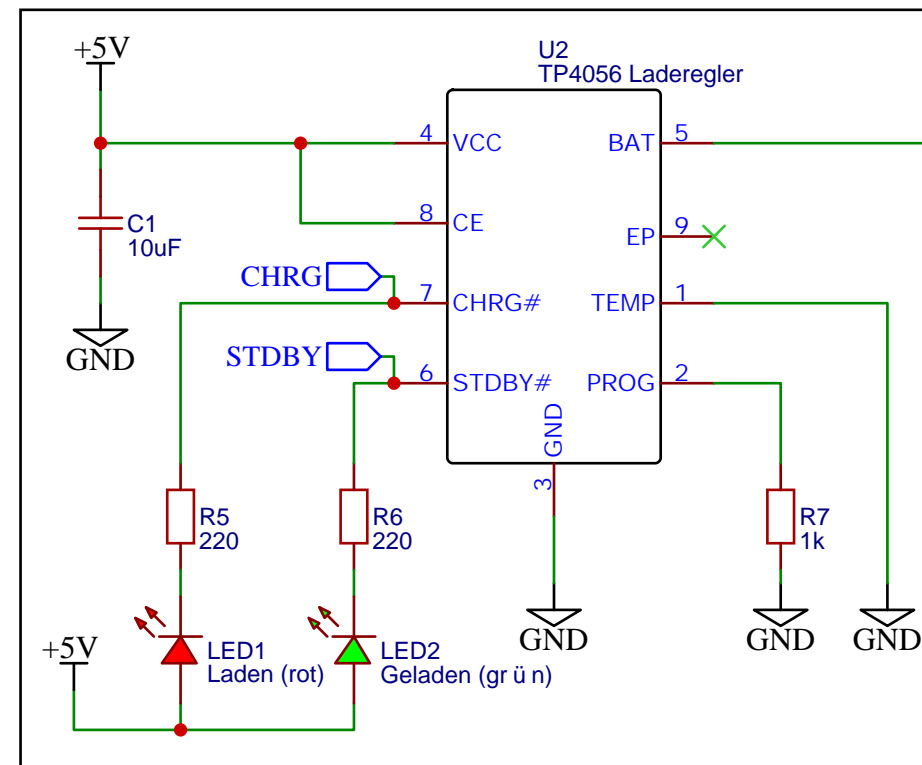 +5V
U2
TP4056 Laderegler
4
VCC
BAT
5
8
CE
EP
9
C1
10uF
CHRG
7
CHRG#
TEMP
1
STDBY
6
STDBY#
PROG
2
GND
GND
3
R5
220
R6
220
R7
1k
GND
GND
GND
+5V
LED1
Laden (rot)
LED2
Geladen (gr ü n)